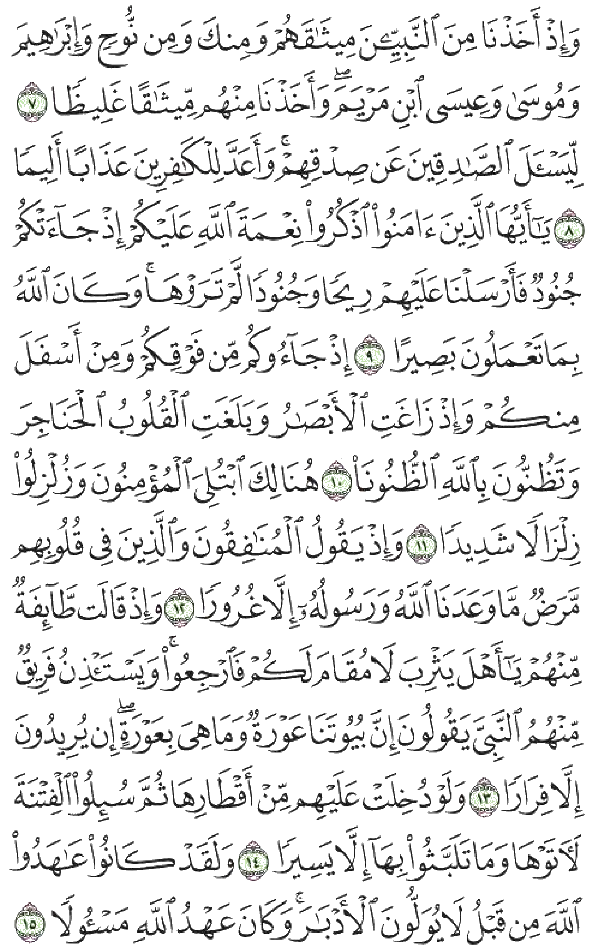 وَإِذْ أَخَذْنَا مِنَ ٱلنَّبِيِّـۧنَ مِيثَـٰقَهُمْ وَمِنكَ وَمِن نُّوحٍ وَإِبْرَٰهِيمَ
وَمُوسَىٰ وَعِيسَى ٱبْنِ مَرْيَمَ ۖ وَأَخَذْنَا مِنْهُم مِّيثَـٰقًا غَلِيظًا ٧
لِّيَسْـَٔلَ ٱلصَّـٰدِقِينَ عَن صِدْقِهِمْ ۚ وَأَعَدَّ لِلْكَـٰفِرِينَ عَذَابًا أَلِيمًا
٨ يَـٰٓأَيُّهَا ٱلَّذِينَ ءَامَنُوا۟ ٱذْكُرُوا۟ نِعْمَةَ ٱللَّهِ عَلَيْكُمْ إِذْ جَآءَتْكُمْ
جُنُودٌ فَأَرْسَلْنَا عَلَيْهِمْ رِيحًا وَجُنُودًا لَّمْ تَرَوْهَا ۚ وَكَانَ ٱللَّهُ
بِمَا تَعْمَلُونَ بَصِيرًا ٩ إِذْ جَآءُوكُم مِّن فَوْقِكُمْ وَمِنْ أَسْفَلَ
مِنكُمْ وَإِذْ زَاغَتِ ٱلْأَبْصَـٰرُ وَبَلَغَتِ ٱلْقُلُوبُ ٱلْحَنَاجِرَ
وَتَظُنُّونَ بِٱللَّهِ ٱلظُّنُونَا۠ ١٠ هُنَالِكَ ٱبْتُلِىَ ٱلْمُؤْمِنُونَ وَزُلْزِلُوا۟
زِلْزَالًا شَدِيدًا ١١ وَإِذْ يَقُولُ ٱلْمُنَـٰفِقُونَ وَٱلَّذِينَ فِى قُلُوبِهِم
مَّرَضٌ مَّا وَعَدَنَا ٱللَّهُ وَرَسُولُهُۥٓ إِلَّا غُرُورًا ١٢ وَإِذْ قَالَت طَّآئِفَةٌ
مِّنْهُمْ يَـٰٓأَهْلَ يَثْرِبَ لَا مُقَامَ لَكُمْ فَٱرْجِعُوا۟ ۚ وَيَسْتَـْٔذِنُ فَرِيقٌ
مِّنْهُمُ ٱلنَّبِىَّ يَقُولُونَ إِنَّ بُيُوتَنَا عَوْرَةٌ وَمَا هِىَ بِعَوْرَةٍ ۖ إِن يُرِيدُونَ
إِلَّا فِرَارًا ١٣ وَلَوْ دُخِلَتْ عَلَيْهِم مِّنْ أَقْطَارِهَا ثُمَّ سُئِلُوا۟ ٱلْفِتْنَةَ
لَـَٔاتَوْهَا وَمَا تَلَبَّثُوا۟ بِهَآ إِلَّا يَسِيرًا ١٤ وَلَقَدْ كَانُوا۟ عَـٰهَدُوا۟
ٱللَّهَ مِن قَبْلُ لَا يُوَلُّونَ ٱلْأَدْبَـٰرَ ۚ وَكَانَ عَهْدُ ٱللَّهِ مَسْـُٔولًا ١٥